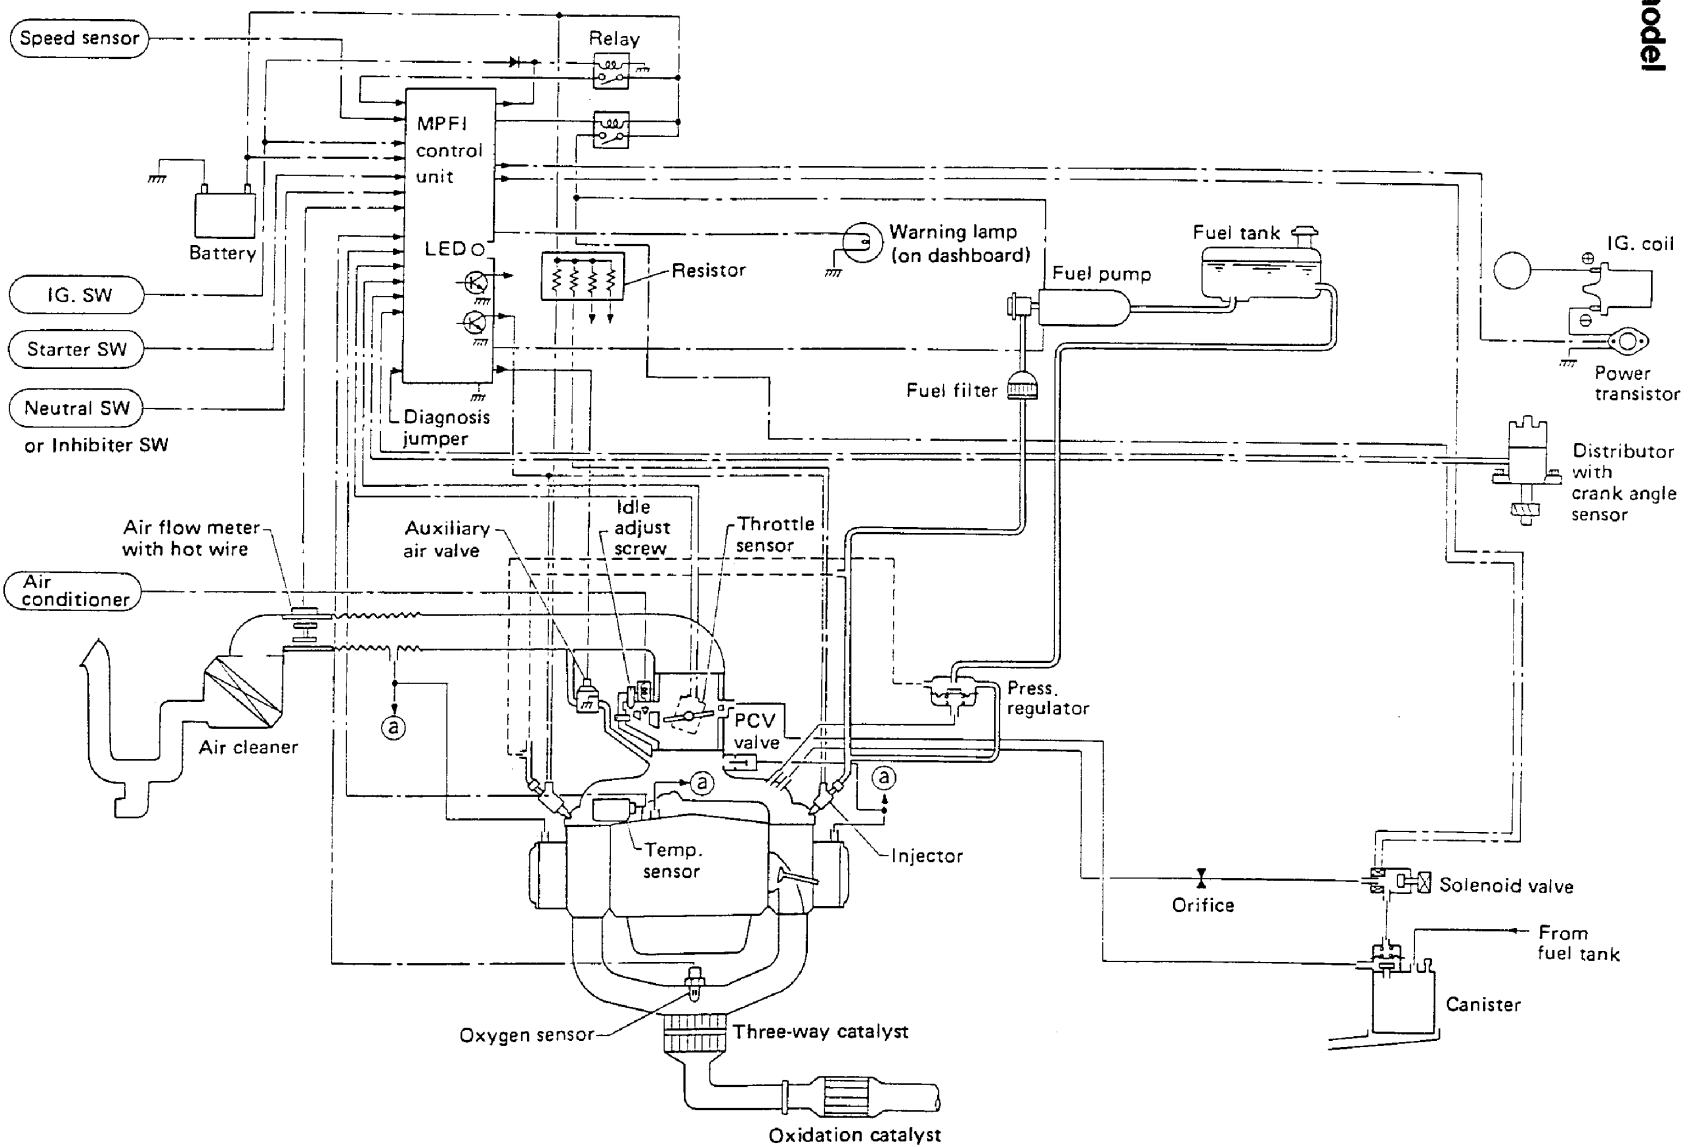 nodel
Speed sensor
Relay
MPFI
control
unit
Battery
LED
Resistor
Warning lamp
(on dashboard)
Fuel pump
Fuel tank
IG. coil
⊕
⊖
Power
transistor
IG. SW
Starter SW
Neutral SW
or Inhibiter SW
Diagnosis
jumper
Fuel filter
Distributor
with
crank angle
sensor
Air flow meter
with hot wire
Auxiliary
air valve
Idle
adjust
screw
Throttle
sensor
Air
conditioner
Press.
regulator
PCV
valve
a
Air cleaner
a
a
Temp.
sensor
Injector
Orifice
Solenoid valve
From
fuel tank
Canister
Oxygen sensor
Three-way catalyst
Oxidation catalyst